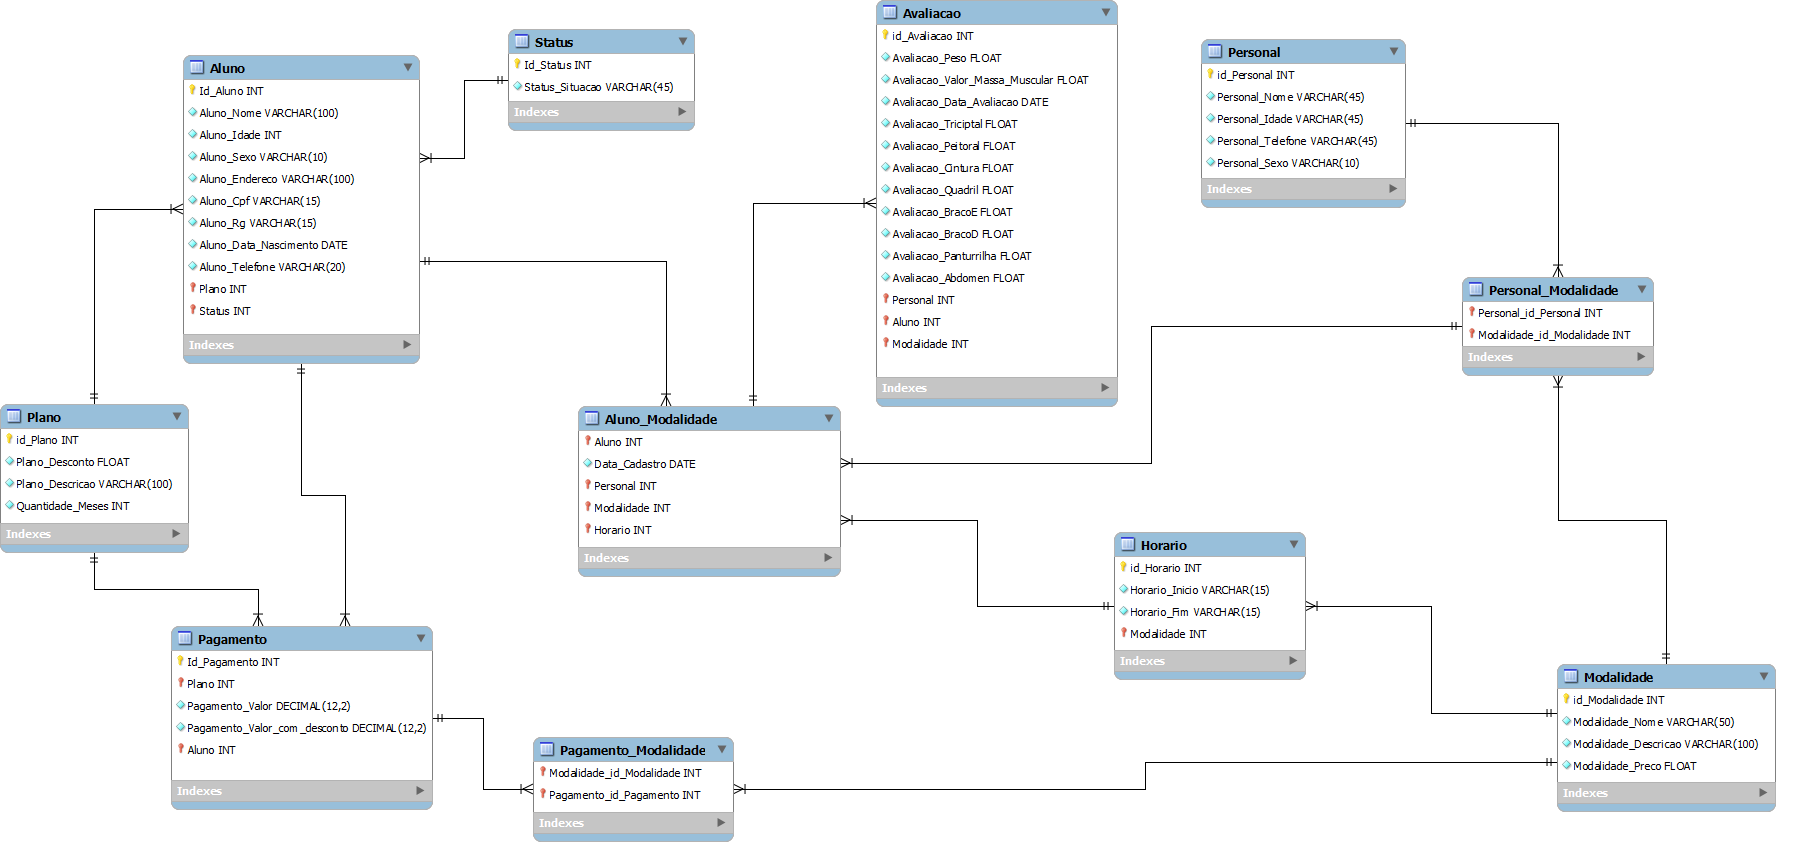 Aluno
Id_Aluno INT
Aluno_Nome VARCHAR(100)
Aluno_Idade INT
Aluno_Sexo VARCHAR(10)
Aluno_Endereco VARCHAR(100)
Aluno_Cpf VARCHAR(15)
Aluno_Rg VARCHAR(15)
Aluno_Data_Nascimento DATE
Aluno_Telefone VARCHAR(20)
Plano INT
Status INT
Indexes
Status
Id_Status INT
Status_Situacao VARCHAR(45)
Indexes
Avaliacao
id_Avaliacao INT
Avaliacao_Peso FLOAT
Avaliacao_Valor_Massa_Muscular FLOAT
Avaliacao_Data_Avaliacao DATE
Avaliacao_Triciptal FLOAT
Avaliacao_Peitoral FLOAT
Avaliacao_Cintura FLOAT
Avaliacao_Quadril FLOAT
Avaliacao_BracoE FLOAT
Avaliacao_BracoD FLOAT
Avaliacao_Panturrilha FLOAT
Avaliacao_Abdomen FLOAT
Personal INT
Aluno INT
Modalidade INT
Indexes
Personal
id_Personal INT
Personal_Nome VARCHAR(45)
Personal_Idade VARCHAR(45)
Personal_Telefone VARCHAR(45)
Personal_Sexo VARCHAR(10)
Indexes
Personal_Modalidade
Personal_id_Personal INT
Modalidade_id_Modalidade INT
Indexes
Plano
id_Plano INT
Plano_Desconto FLOAT
Plano_Descricao VARCHAR(100)
Quantidade_Meses INT
Indexes
Aluno_Modalidade
Aluno INT
Data_Cadastro DATE
Personal INT
Modalidade INT
Horario INT
Indexes
Horario
id_Horario INT
Horario_Inicio VARCHAR(15)
Horario_Fim VARCHAR(15)
Modalidade INT
Indexes
Pagamento
Id_Pagamento INT
Plano INT
Pagamento_Valor DECIMAL(12,2)
Pagamento_Valor_com_desconto DECIMAL(12,2)
Aluno INT
Indexes
Pagamento_Modalidade
Modalidade_id_Modalidade INT
Pagamento_id_Pagamento INT
Indexes
Modalidade
id_Modalidade INT
Modalidade_Nome VARCHAR(50)
Modalidade_Descricao VARCHAR(100)
Modalidade_Preco FLOAT
Indexes